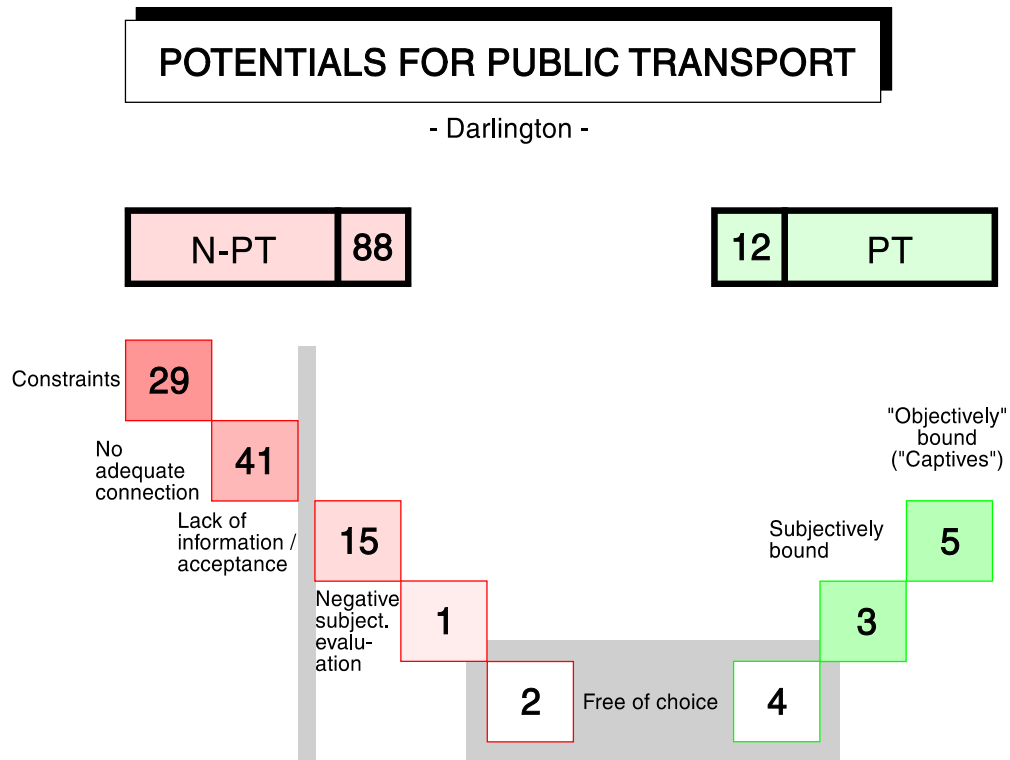 POTENTIALS FOR PUBLIC TRANSPORT
- Darlington -
N-PT 88
12 PT
Constraints
29
No
adequate
connection
41
Lack of
information /
acceptance
15
Negative
subject.
evalu-
ation
1
2
Free of choice
4
Subjectively
bound
3
"Objectively"
bound
("Captives")
5